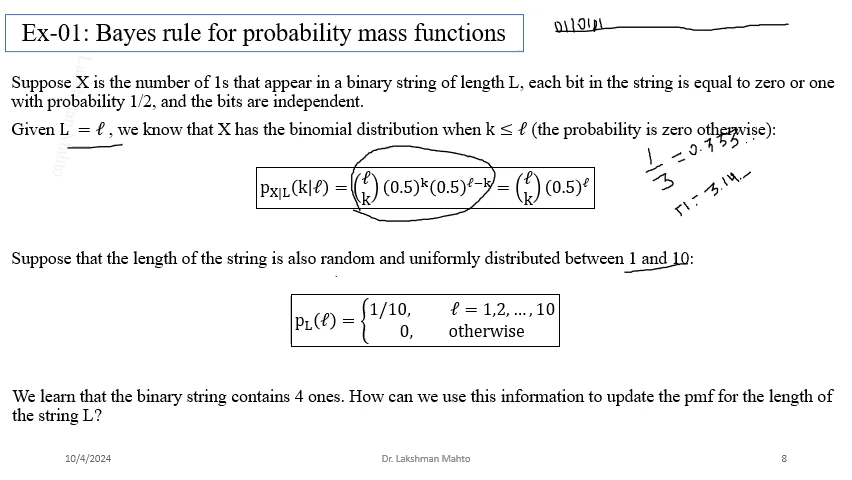 Ex-01: Bayes rule for probability mass functions
0110101
Suppose X is the number of 1s that appear in a binary string of length L, each bit in the string is equal to zero or one
with probability 1/2, and the bits are independent.
Given L = ℓ , we know that X has the binomial distribution when k ≤ ℓ (the probability is zero otherwise):
1/3 = 0.333...
p_X|L(k|ℓ) = (ℓ k) (0.5)^k(0.5)^ℓ−k = (ℓ k) (0.5)^ℓ
= 3.14
Suppose that the length of the string is also random and uniformly distributed between 1 and 10:
p_L(ℓ) = { 1/10, ℓ = 1,2, ..., 10
0, otherwise
We learn that the binary string contains 4 ones. How can we use this information to update the pmf for the length of
the string L?
10/4/2024 Dr. Lakshman Mahto 8